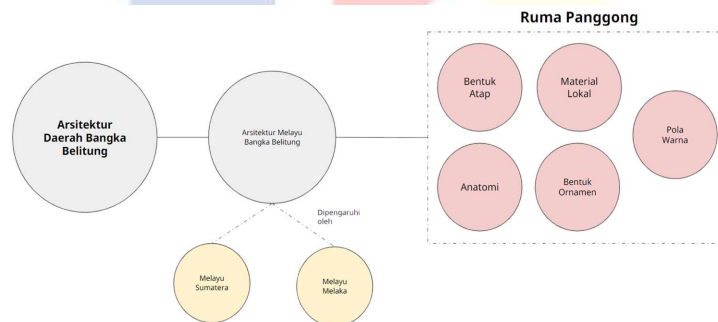 Ruma Panggong
Arsitektur
Daerah Bangka
Belitung
Arsitektur Melayu
Bangka Belitung
Bentuk
Atap
Material
Lokal
Pola
Warna
Anatomi
Bentuk
Ornamen
Dipengaruhi
oleh
Melayu
Sumatera
Melayu
Melaka